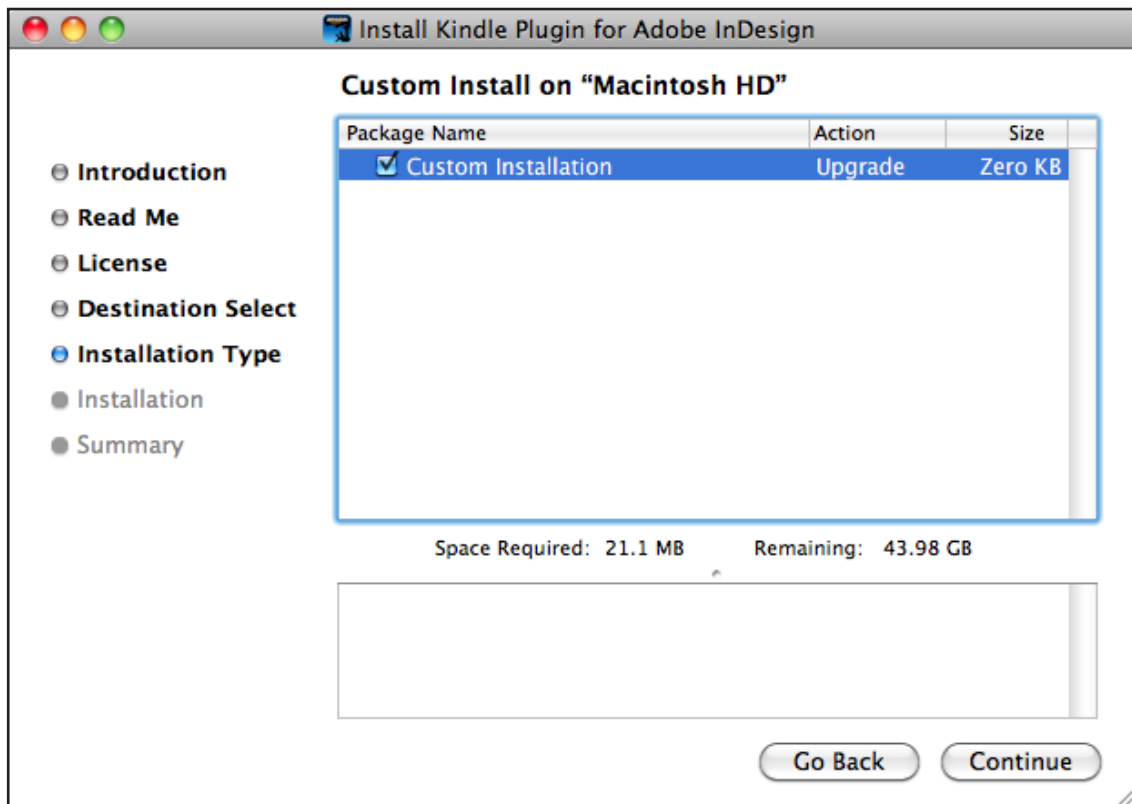 Install Kindle Plugin for Adobe InDesign
Custom Install on “Macintosh HD”
Introduction
Read Me
License
Destination Select
Installation Type
Installation
Summary
Package Name Action Size
Custom Installation Upgrade Zero KB
Space Required: 21.1 MB Remaining: 43.98 GB
Go Back Continue